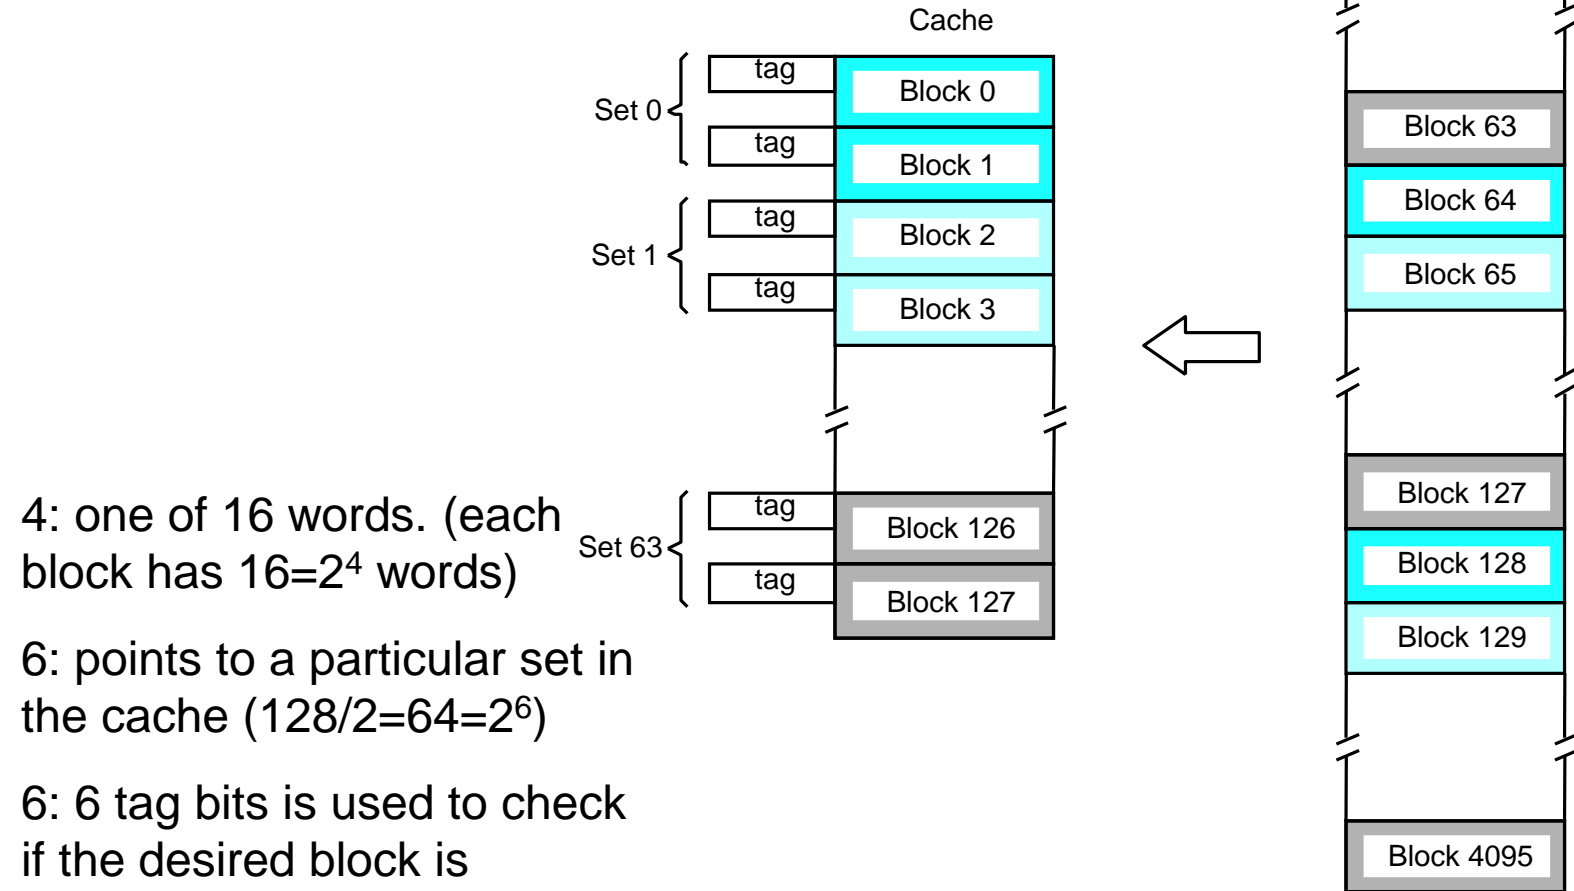 Cache
Set 0
tag
Block 0
tag
Block 1
Set 1
tag
Block 2
tag
Block 3
Set 63
tag
Block 126
tag
Block 127
Block 63
Block 64
Block 65
Block 127
Block 128
Block 129
Block 4095
4: one of 16 words. (each
block has 16=2⁴ words)
6: points to a particular set in
the cache (128/2=64=2⁶)
6: 6 tag bits is used to check
if the desired block is